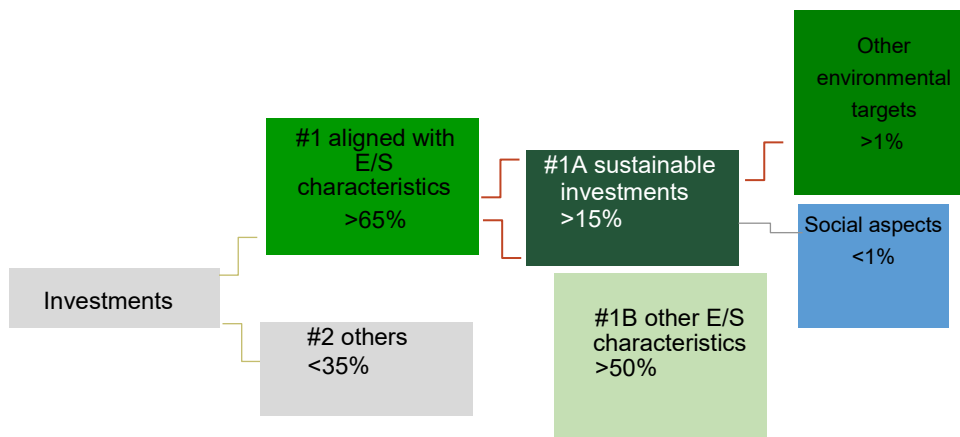 Investments
#1 aligned with
E/S
characteristics
>65%
#2 others
<35%
#1A sustainable
investments
>15%
#1B other E/S
characteristics
>50%
Other
environmental
targets
>1%
Social aspects
<1%